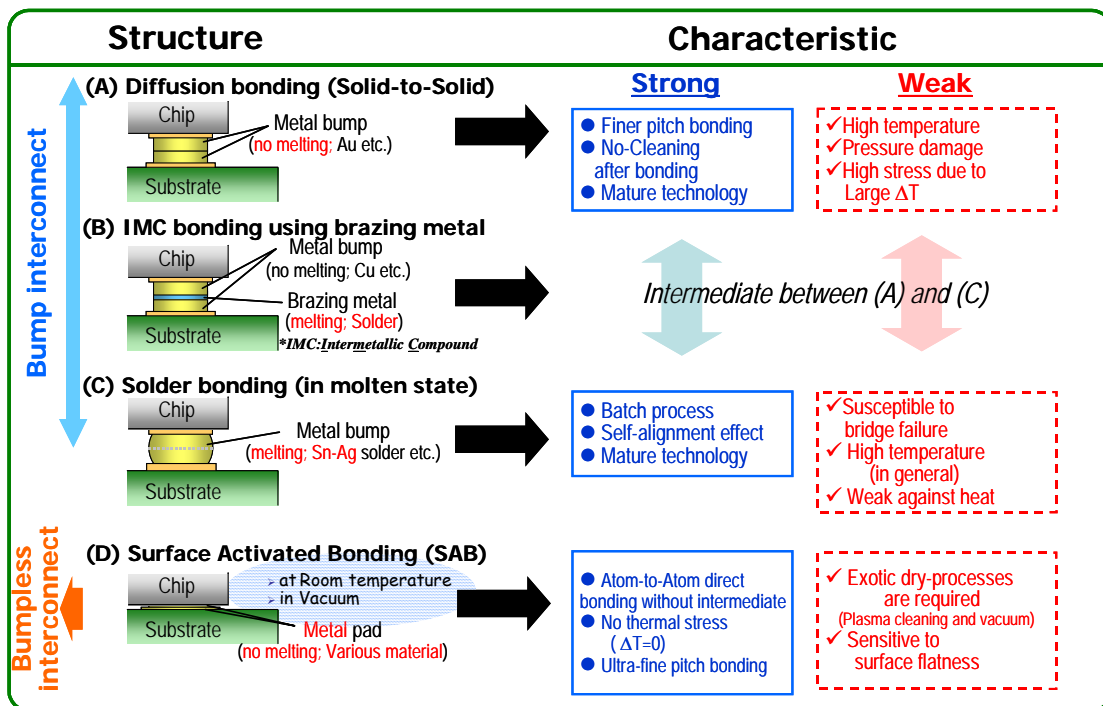 Structure
Characteristic
Strong
Weak
Bump interconnect
(A) Diffusion bonding (Solid-to-Solid)
Chip
Metal bump
(no melting; Au etc.)
Substrate
● Finer pitch bonding
● No-Cleaning
after bonding
● Mature technology
✓High temperature
✓Pressure damage
✓High stress due to
Large ΔT
(B) IMC bonding using brazing metal
Chip
Metal bump
(no melting; Cu etc.)
Brazing metal
(melting; Solder)
Substrate
*IMC:Intermetallic Compound
Intermediate between (A) and (C)
(C) Solder bonding (in molten state)
Chip
Metal bump
(melting; Sn-Ag solder etc.)
Substrate
● Batch process
● Self-alignment effect
● Mature technology
✓Susceptible to
bridge failure
✓High temperature
(in general)
✓Weak against heat
Bumpless
interconnect
(D) Surface Activated Bonding (SAB)
Chip
➢ at Room temperature
➢ in Vacuum
Substrate
Metal pad
(no melting; Various material)
● Atom-to-Atom direct
bonding without intermediate
● No thermal stress
( ΔT=0)
● Ultra-fine pitch bonding
✓Exotic dry-processes
are required
(Plasma cleaning and vacuum)
✓Sensitive to
surface flatness